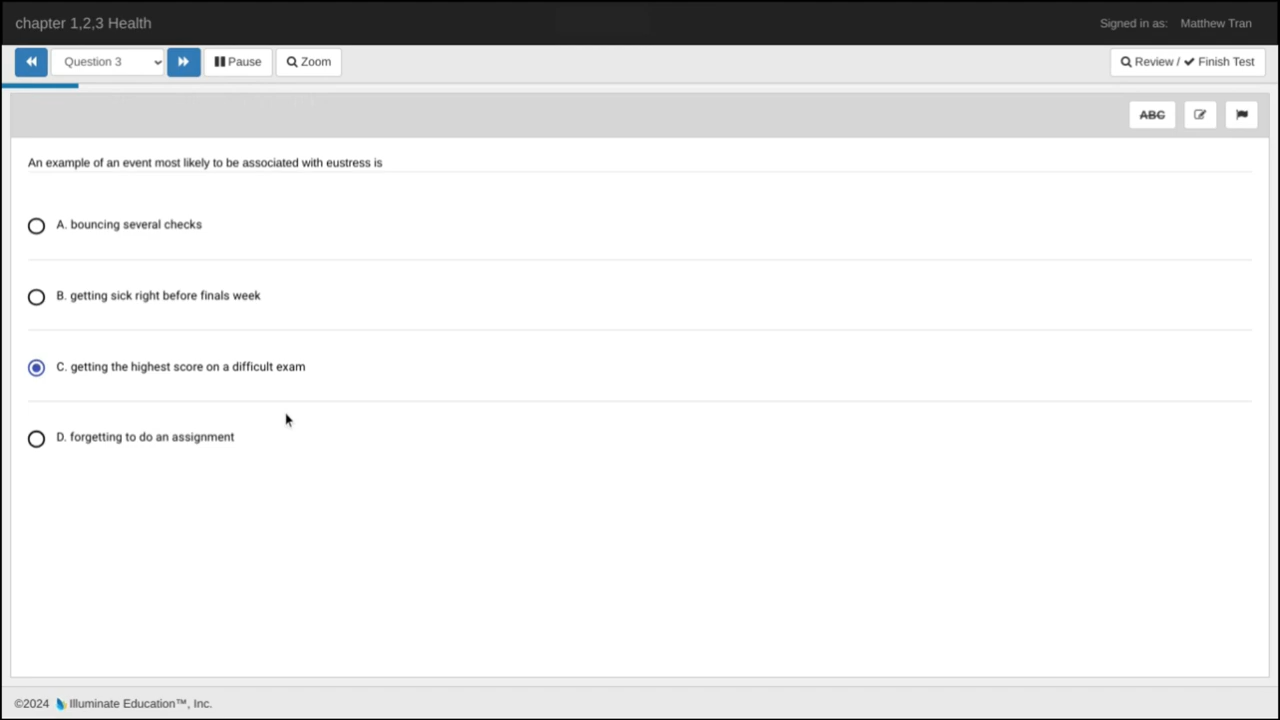 chapter 1,2,3 Health
Signed in as: Matthew Tran
Question 3
Pause
Zoom
Review / Finish Test
ABC
An example of an event most likely to be associated with eustress is
A. bouncing several checks
B. getting sick right before finals week
C. getting the highest score on a difficult exam
D. forgetting to do an assignment
©2024 Illuminate Education™, Inc.